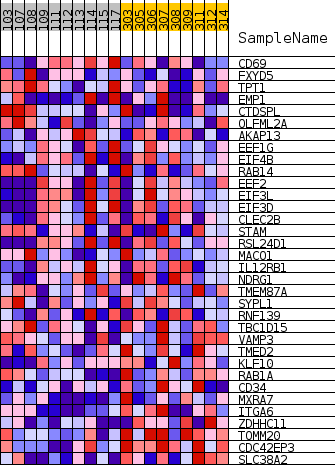 108 107 108 109 111 112 113 114 115 117 303 305 306 307 308 309 311 312 314
SampleName
CD69
FXYD5
TPT1
EMP1
CTDSPL
OLFML2A
AKAP13
EEF1G
EIF4B
RAB14
EEF2
EIF3L
EIF3D
CLEC2B
STAM
RSL24D1
MACO1
IL12RB1
NDRG1
TMEM87A
SYPL1
RNF139
TBC1D15
VAMP3
TMED2
KLF10
RAB1A
CD34
MXRA7
ITGA6
ZDHHC11
TOMM20
CDC42EP3
SLC38A2